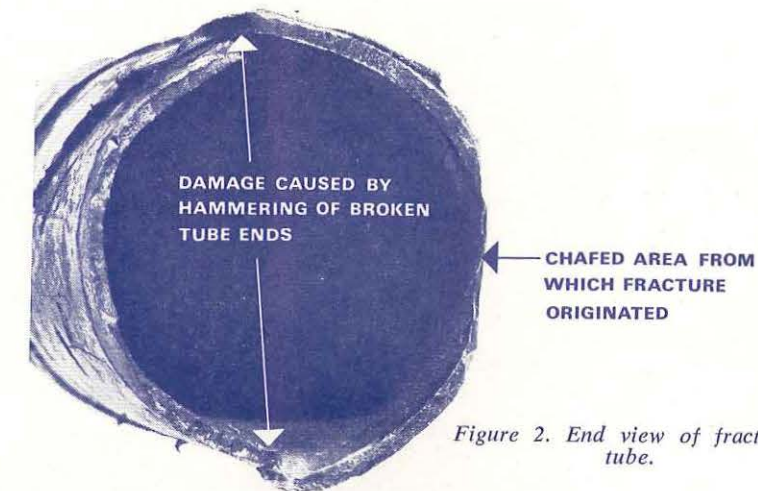 DAMAGE CAUSED BY
HAMMERING OF BROKEN
TUBE ENDS
CHAFED AREA FROM
WHICH FRACTURE
ORIGINATED
Figure 2. End view of
tube.